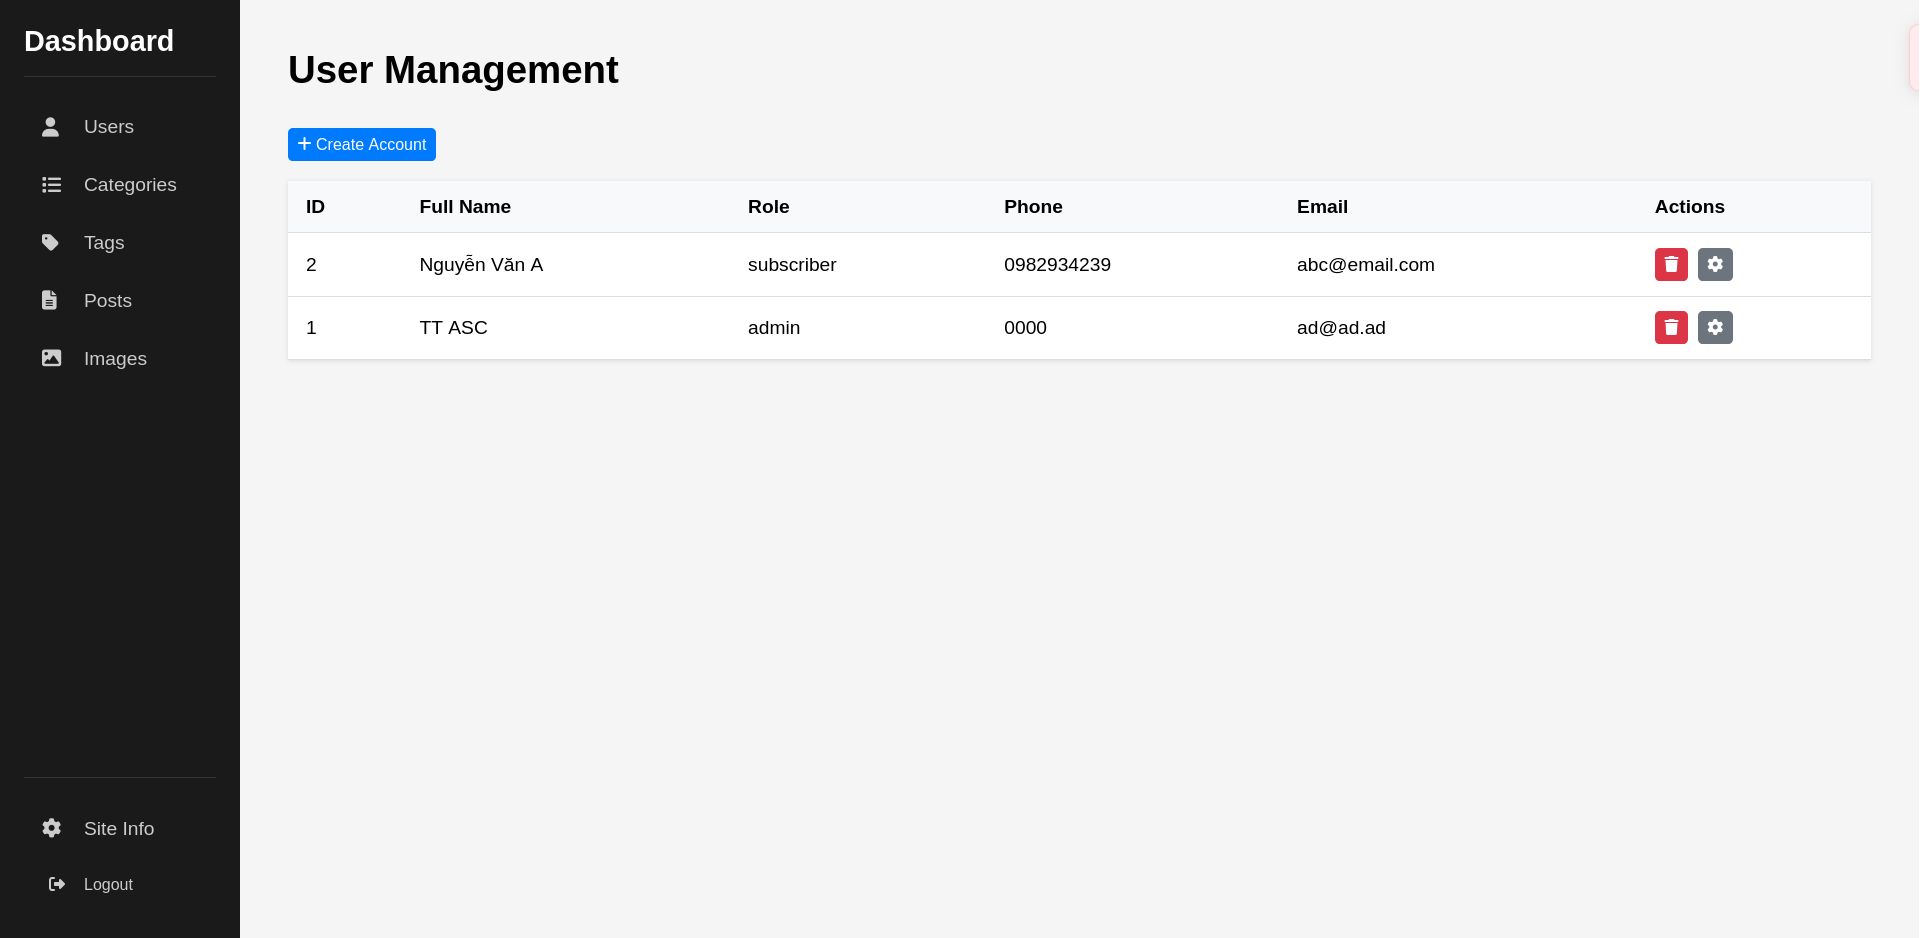 Dashboard
Users
Categories
Tags
Posts
Images
Site Info
Logout
User Management
Create Account
ID Full Name Role Phone Email Actions
2 Nguyễn Văn A subscriber 0982934239 abc@email.com
1 TT ASC admin 0000 ad@ad.ad